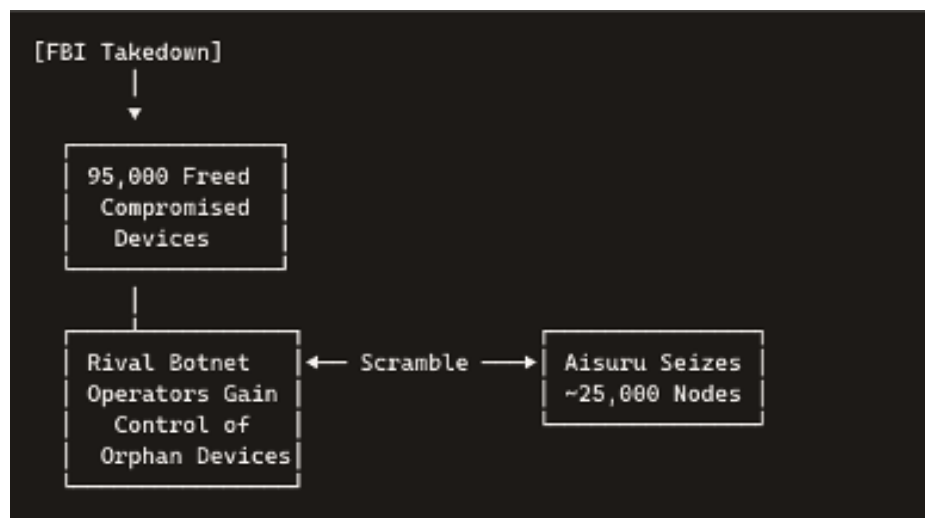 [FBI Takedown]
95,000 Freed
Compromised
Devices
Rival Botnet
Operators Gain
Control of
Orphan Devices
Scramble
Aisuru Seizes
~25,000 Nodes